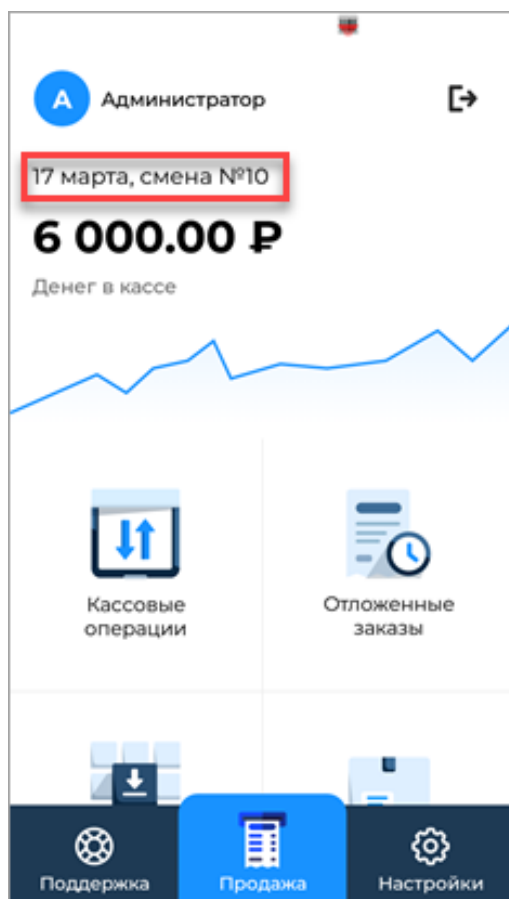 А Администратор
17 марта, смена №10
6 000.00 ₽
Денег в кассе
Кассовые
операции
Отложенные
заказы
Поддержка
Продажа
Настройки